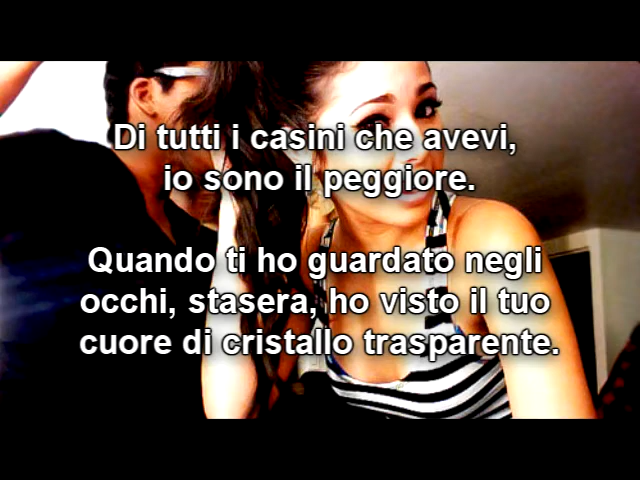 Di tutti i casini che avevi,
io sono il peggiore.
Quando ti ho guardato negli
occhi, stasera, ho visto il tuo
cuore di cristallo trasparente.